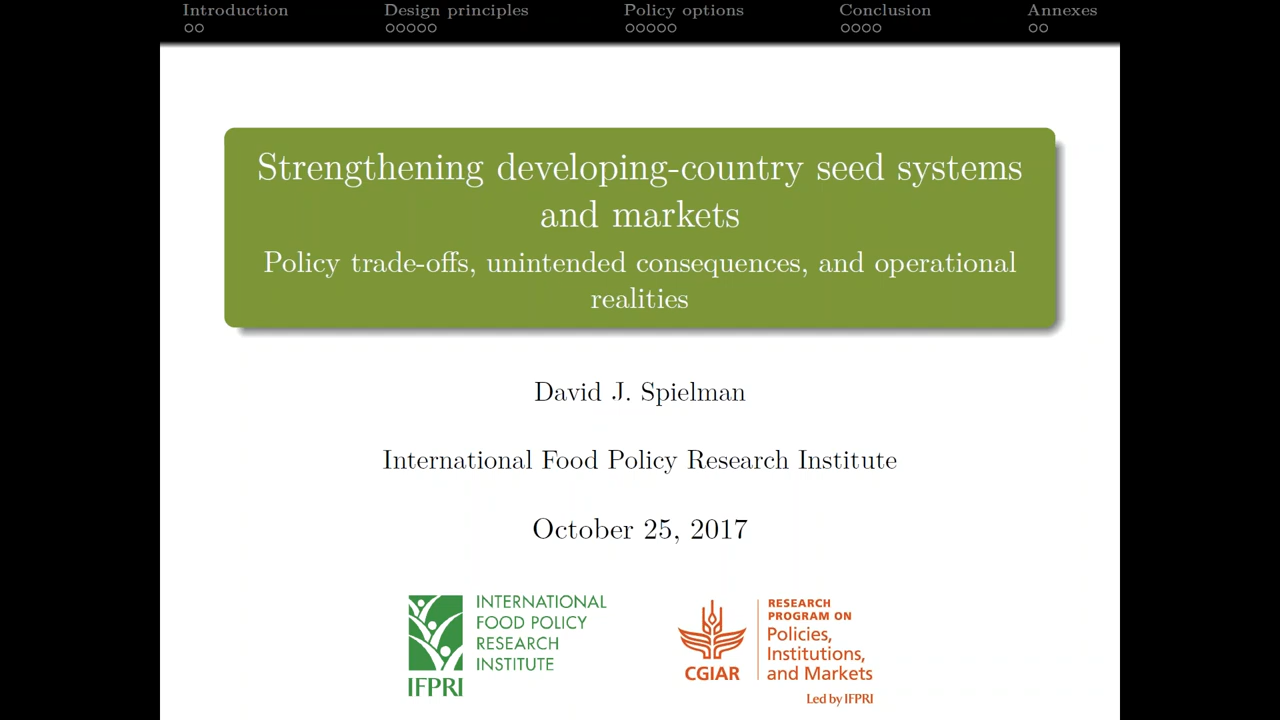 Introduction
Design principles
Policy options
Conclusion
Annexes
Strengthening developing-country seed systems
and markets
Policy trade-offs, unintended consequences, and operational
realities
David J. Spielman
International Food Policy Research Institute
October 25, 2017
INTERNATIONAL
FOOD POLICY
RESEARCH
INSTITUTE
IFPRI
CGIAR
RESEARCH
PROGRAM ON
Policies,
Institutions,
and Markets
Led by IFPRI